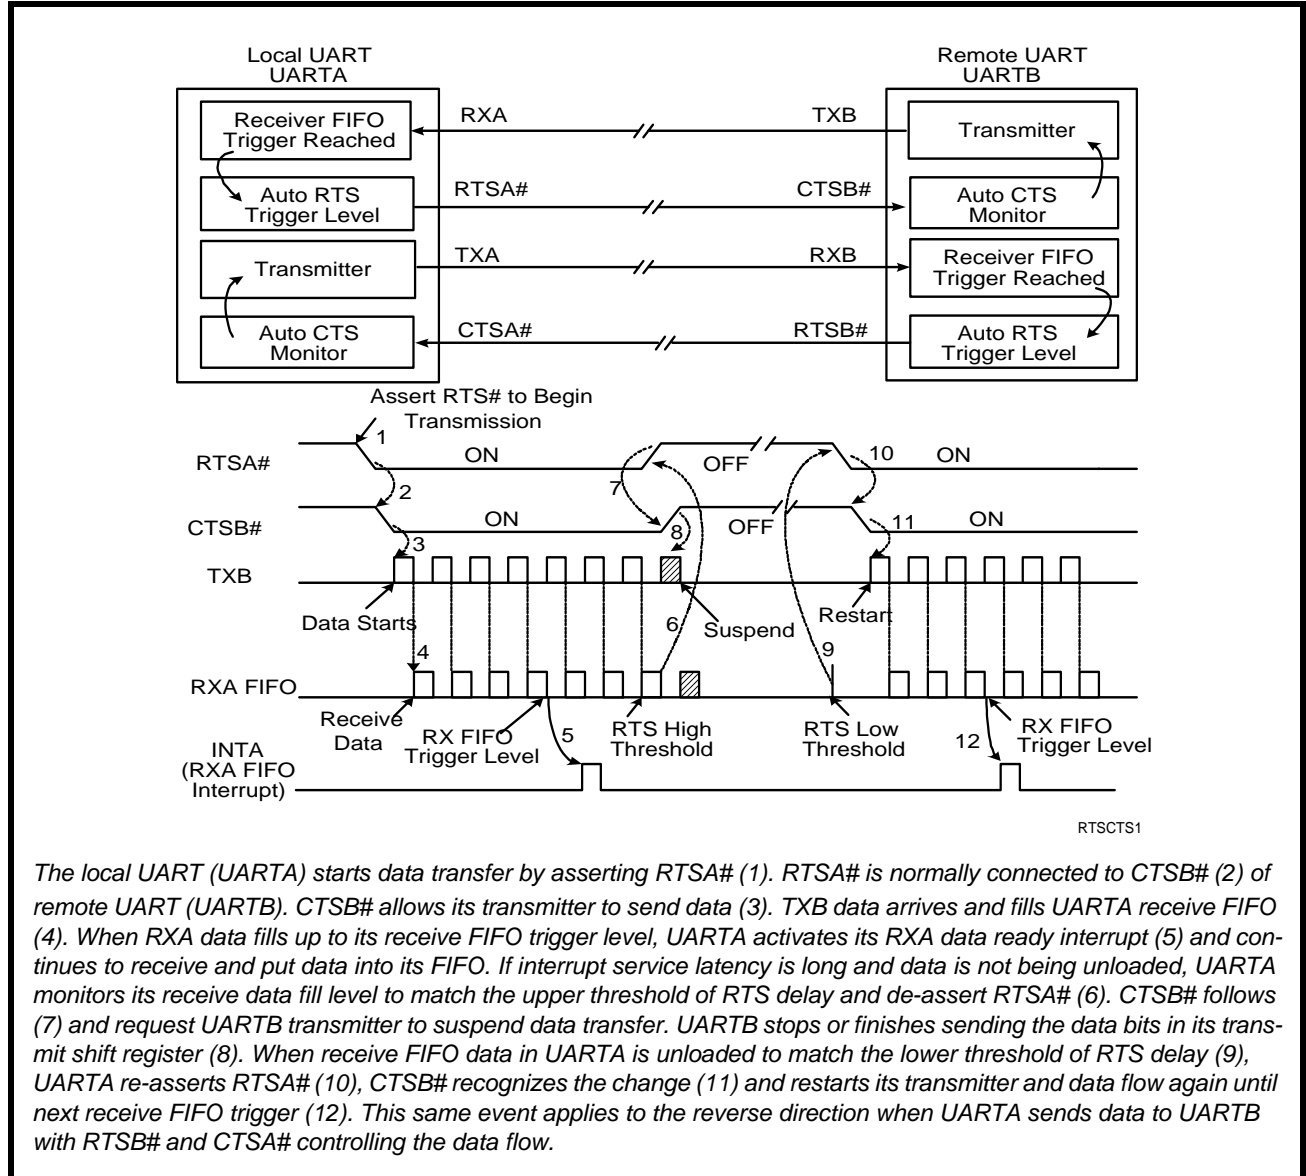 Local UART
UARTA
Remote UART
UARTB
Receiver FIFO
Trigger Reached
RXA
TXB
Transmitter
Auto RTS
Trigger Level
RTSA#
CTSB#
Auto CTS
Monitor
Transmitter
TXA
RXB
Receiver FIFO
Trigger Reached
Auto CTS
Monitor
CTSA#
RTSB#
Auto RTS
Trigger Level
Assert RTS# to Begin
Transmission
1
RTSA#
ON
OFF
10
ON
2
7
CTSB#
ON
8
OFF
11
ON
3
TXB
Data Starts
6
Suspend
Restart
4
9
RXA FIFO
Receive
Data
RX FIFO
Trigger Level
5
RTS High
Threshold
RTS Low
Threshold
12
RX FIFO
Trigger Level
INTA
(RXA FIFO
Interrupt)
RTSCTS1
The local UART (UARTA) starts data transfer by asserting RTSA# (1). RTSA# is normally connected to CTSB# (2) of
remote UART (UARTB). CTSB# allows its transmitter to send data (3). TXB data arrives and fills UARTA receive FIFO
(4). When RXA data fills up to its receive FIFO trigger level, UARTA activates its RXA data ready interrupt (5) and con-
tinues to receive and put data into its FIFO. If interrupt service latency is long and data is not being unloaded, UARTA
monitors its receive data fill level to match the upper threshold of RTS delay and de-assert RTSA# (6). CTSB# follows
(7) and request UARTB transmitter to suspend data transfer. UARTB stops or finishes sending the data bits in its trans-
mit shift register (8). When receive FIFO data in UARTA is unloaded to match the lower threshold of RTS delay (9),
UARTA re-asserts RTSA# (10), CTSB# recognizes the change (11) and restarts its transmitter and data flow again until
next receive FIFO trigger (12). This same event applies to the reverse direction when UARTA sends data to UARTB
with RTSB# and CTSA# controlling the data flow.